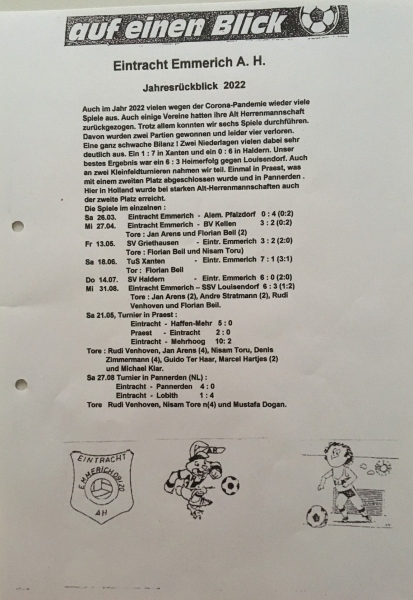 auf einen Blick
Eintracht Emmerich A. H.
Jahresrückblick 2022
Auch im Jahr 2022 vielen wegen der Corona-Pandemie wieder viele
Spiele aus. Auch einige Vereine hatten ihre Alt Herrenmannschaft
zurückgezogen. Trotz allem konnten wir sechs Spiele durchführen.
Davon wurden zwei Partien gewonnen und leider vier verloren.
Eine ganz schwache Bilanz ! Zwei Niederlagen vielen dabei sehr
deutlich aus. Ein 1 : 7 in Xanten und ein 0 : 6 in Haldern. Unser
bestes Ergebnis war ein 6 : 3 Heimerfolg gegen Louisendorf. Auch
an zwei Kleinfeldturnieren nahmen wir teil. Einmal in Praest, was
mit einem zweiten Platz abgeschlossen wurde und in Pannerden .
Hier in Holland wurde bei starken Alt-Herrenmannschaften auch
der zweite Platz erreicht.
Die Spiele im einzelnen :
Sa 26.03. Eintracht Emmerich - Alem. Pfalzdorf 0 : 4 (0:2)
Mi 27.04. Eintracht Emmerich - BV Kellen 3 : 2 (0:2)
Tore : Jan Arens und Florian Beil (2)
Fr 13.05. SV Griethausen - Eintr. Emmerich 3 : 2 (2:0)
Tore : Florian Beil und Nisam Toru)
Sa 18.06. TuS Xanten - Eintr. Emmerich 7 : 1 (3:1)
Tor : Florian Beil
Do 14.07. SV Haldern - Eintr. Emmerich 6 : 0 (2:0)
Mi 31.08. Eintracht Emmerich – SSV Louisendorf 6 : 3 (1:2)
Tore : Jan Arens (2), Andre Stratmann (2), Rudi
Venhoven und Florian Beil.
Sa 21.05, Turnier in Praest :
Eintracht - Haffen-Mehr 5 : 0
Praest - Eintracht 2 : 0
Eintracht - Mehrhoog 10: 2
Tore : Rudi Venhoven, Jan Arens (4), Nisam Toru, Denis
Zimmermann (4), Guido Ter Haar, Marcel Hartjes (2)
und Michael Klar.
Sa 27.08 Turnier in Pannerden (NL) :
Eintracht - Pannerden 4 : 0
Eintracht - Lobith 1 : 4
Tore Rudi Venhoven, Nisam Tore n(4) und Mustafa Dogan.
EINTRACHT
EMMERICH 09/20
AH
AR